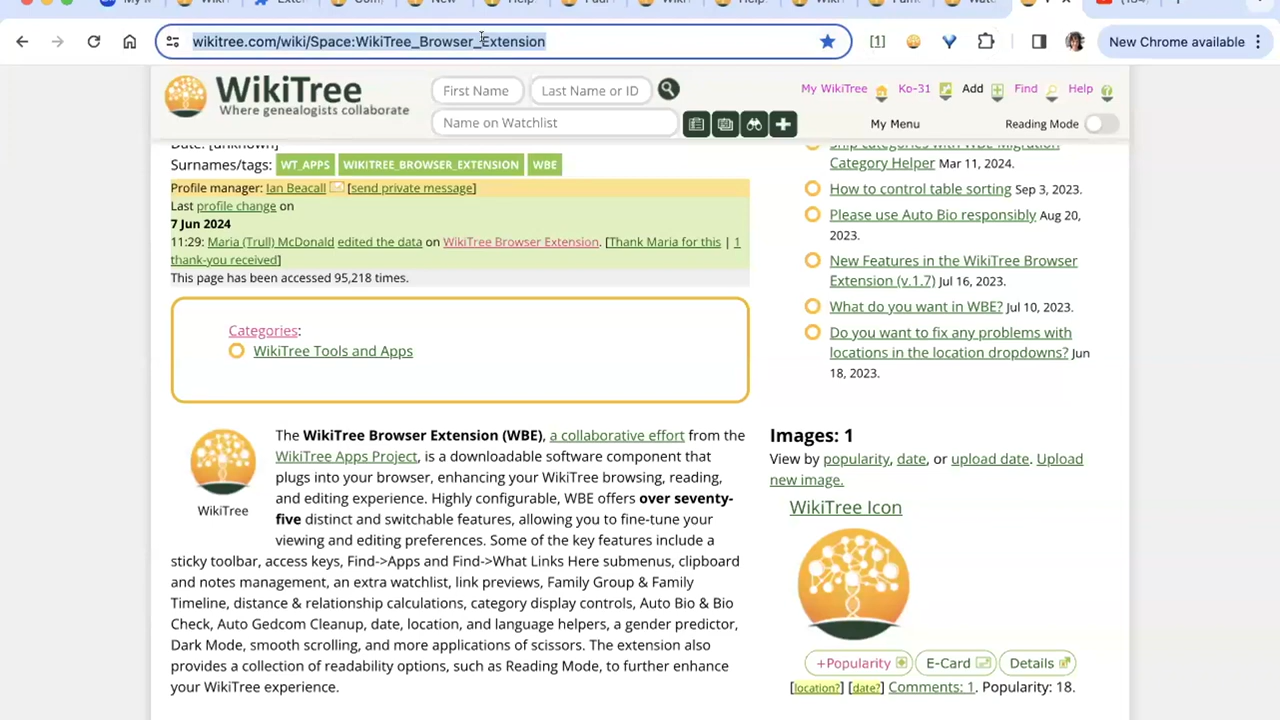 My W
WikiT
Exter
New
Help:
wikitree.com/wiki/Space:WikiTree_Browser_Extension
[1]
New Chrome available
WikiTree
Where genealogists collaborate
First Name
Last Name or ID
Name on Watchlist
My WikiTree
Ko-31
Add
Find
Help
My Menu
Reading Mode
Date: [unknown]
Surnames/tags: WT_APPS WIKITREE_BROWSER_EXTENSION WBE
Profile manager: Ian Beacall [send private message]
Last profile change on
7 Jun 2024
11:29: Maria (Trull) McDonald edited the data on WikiTree Browser Extension. [Thank Maria for this | 1
thank-you received]
This page has been accessed 95,218 times.
Categories:
WikiTree Tools and Apps
WikiTree
The WikiTree Browser Extension (WBE), a collaborative effort from the
WikiTree Apps Project, is a downloadable software component that
plugs into your browser, enhancing your WikiTree browsing, reading,
and editing experience. Highly configurable, WBE offers over seventy-
five distinct and switchable features, allowing you to fine-tune your
viewing and editing preferences. Some of the key features include a
sticky toolbar, access keys, Find->Apps and Find->What Links Here submenus, clipboard
and notes management, an extra watchlist, link previews, Family Group & Family
Timeline, distance & relationship calculations, category display controls, Auto Bio & Bio
Check, Auto Gedcom Cleanup, date, location, and language helpers, a gender predictor,
Dark Mode, smooth scrolling, and more applications of scissors. The extension also
provides a collection of readability options, such as Reading Mode, to further enhance
your WikiTree experience.
Ship categories with WBE Migration
Category Helper Mar 11, 2024.
How to control table sorting Sep 3, 2023.
Please use Auto Bio responsibly Aug 20,
2023.
New Features in the WikiTree Browser
Extension (v.1.7) Jul 16, 2023.
What do you want in WBE? Jul 10, 2023.
Do you want to fix any problems with
locations in the location dropdowns? Jun
18, 2023.
Images: 1
View by popularity, date, or upload date. Upload
new image.
WikiTree Icon
+Popularity
E-Card
Details
[location?] [date?] Comments: 1. Popularity: 18.